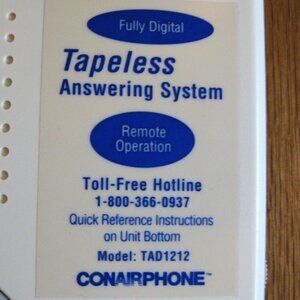 Fully Digital
Tapeless
Answering System
Remote
Operation
Toll-Free Hotline
1-800-366-0937
Quick Reference Instructions
on Unit Bottom
Model: TAD1212
CONAIRPHONE™